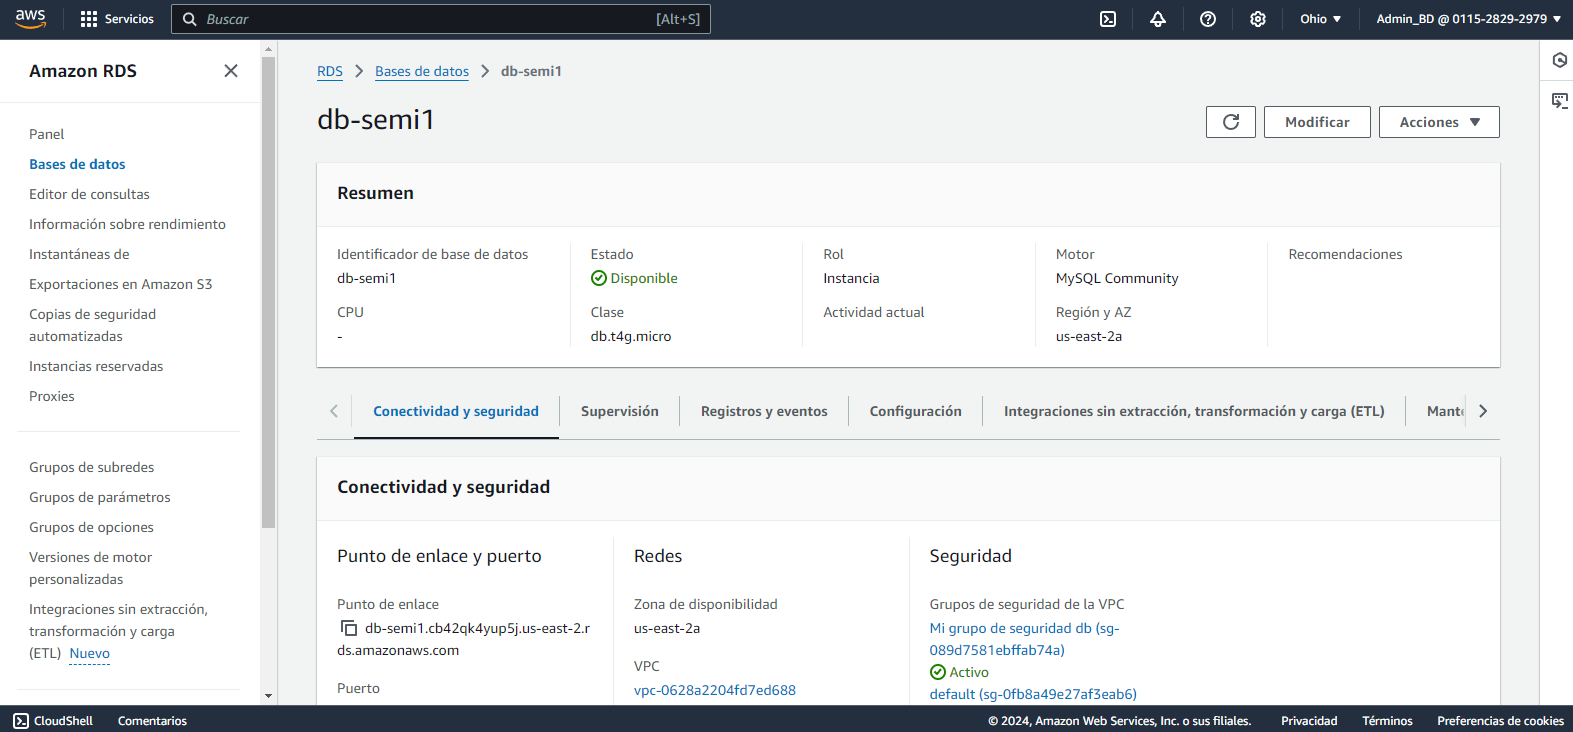 aws
Servicios
Buscar
[Alt+S]
Ohio
Admin_BD @ 0115-2829-2979
Amazon RDS
Panel
Bases de datos
Editor de consultas
Información sobre rendimiento
Instantáneas de
Exportaciones en Amazon S3
Copias de seguridad
automatizadas
Instancias reservadas
Proxies
Grupos de subredes
Grupos de parámetros
Grupos de opciones
Versiones de motor
personalizadas
Integraciones sin extracción,
transformación y carga
(ETL) Nuevo
RDS > Bases de datos > db-semi1
db-semi1
Modificar
Acciones
Resumen
Identificador de base de datos
db-semi1
CPU
-
Estado
Disponible
Clase
db.t4g.micro
Rol
Instancia
Actividad actual
Motor
MySQL Community
Región y AZ
us-east-2a
Recomendaciones
Conectividad y seguridad
Supervisión
Registros y eventos
Configuración
Integraciones sin extracción, transformación y carga (ETL)
Conectividad y seguridad
Punto de enlace y puerto
Punto de enlace
db-semi1.cb42qk4yup5j.us-east-2.r
ds.amazonaws.com
Puerto
Redes
Zona de disponibilidad
us-east-2a
VPC
vpc-0628a2204fd7ed688
Seguridad
Grupos de seguridad de la VPC
Mi grupo de seguridad db (sg-
089d7581ebffab74a)
Activo
default (sg-0fb8a49e27af3eab6)
CloudShell
Comentarios
© 2024, Amazon Web Services, Inc. o sus filiales.
Privacidad
Términos
Preferencias de cookies